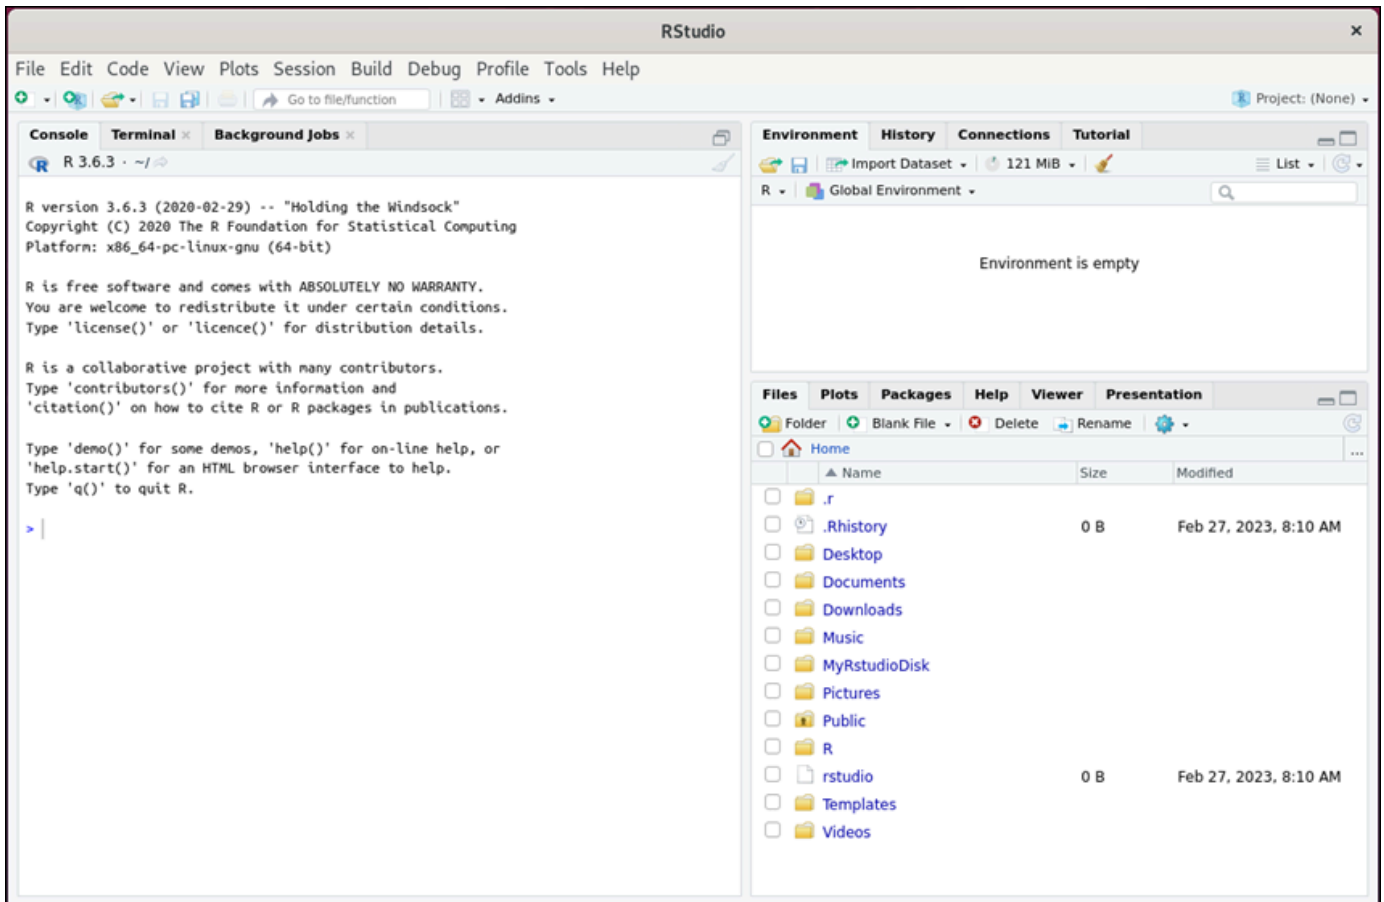 RStudio
File Edit Code View Plots Session Build Debug Profile Tools Help
Go to file/function Addins Project: (None)
Console Terminal Background Jobs
R 3.6.3 · ~/
R version 3.6.3 (2020-02-29) -- "Holding the Windsock"
Copyright (C) 2020 The R Foundation for Statistical Computing
Platform: x86_64-pc-linux-gnu (64-bit)
R is free software and comes with ABSOLUTELY NO WARRANTY.
You are welcome to redistribute it under certain conditions.
Type 'license()' or 'licence()' for distribution details.
R is a collaborative project with many contributors.
Type 'contributors()' for more information and
'citation()' on how to cite R or R packages in publications.
Type 'demo()' for some demos, 'help()' for on-line help, or
'help.start()' for an HTML browser interface to help.
Type 'q()' to quit R.
>
Environment History Connections Tutorial
Import Dataset 121 MiB List
R Global Environment
Environment is empty
Files Plots Packages Help Viewer Presentation
Folder Blank File Delete Rename
Home ...
Name Size Modified
.r
.Rhistory 0 B Feb 27, 2023, 8:10 AM
Desktop
Documents
Downloads
Music
MyRstudioDisk
Pictures
Public
R
rstudio 0 B Feb 27, 2023, 8:10 AM
Templates
Videos